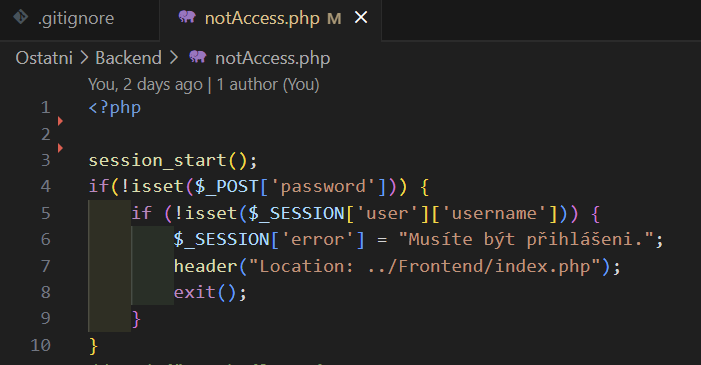 .gitignore notAccess.php M
Ostatni > Backend > notAccess.php
You, 2 days ago | 1 author (You)
1 <?php
2
3 session_start();
4 if(!isset($_POST['password'])) {
5 if (!isset($_SESSION['user']['username'])) {
6 $_SESSION['error'] = "Musíte být přihlášeni.";
7 header("Location: ../Frontend/index.php");
8 exit();
9 }
10 }